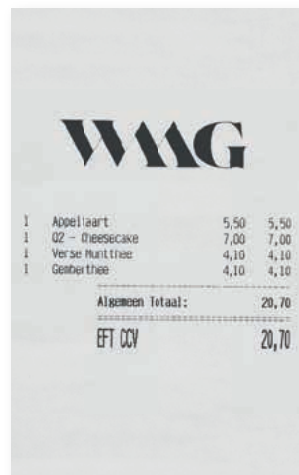 WAAG
1 Appeltaart 5,50 5,50
1 Q2 - Cheesecake 7,00 7,00
1 Verse Muntthee 4,10 4,10
1 Gemberthee 4,10 4,10
Algemeen Totaal: 20,70
EFT CCV 20,70